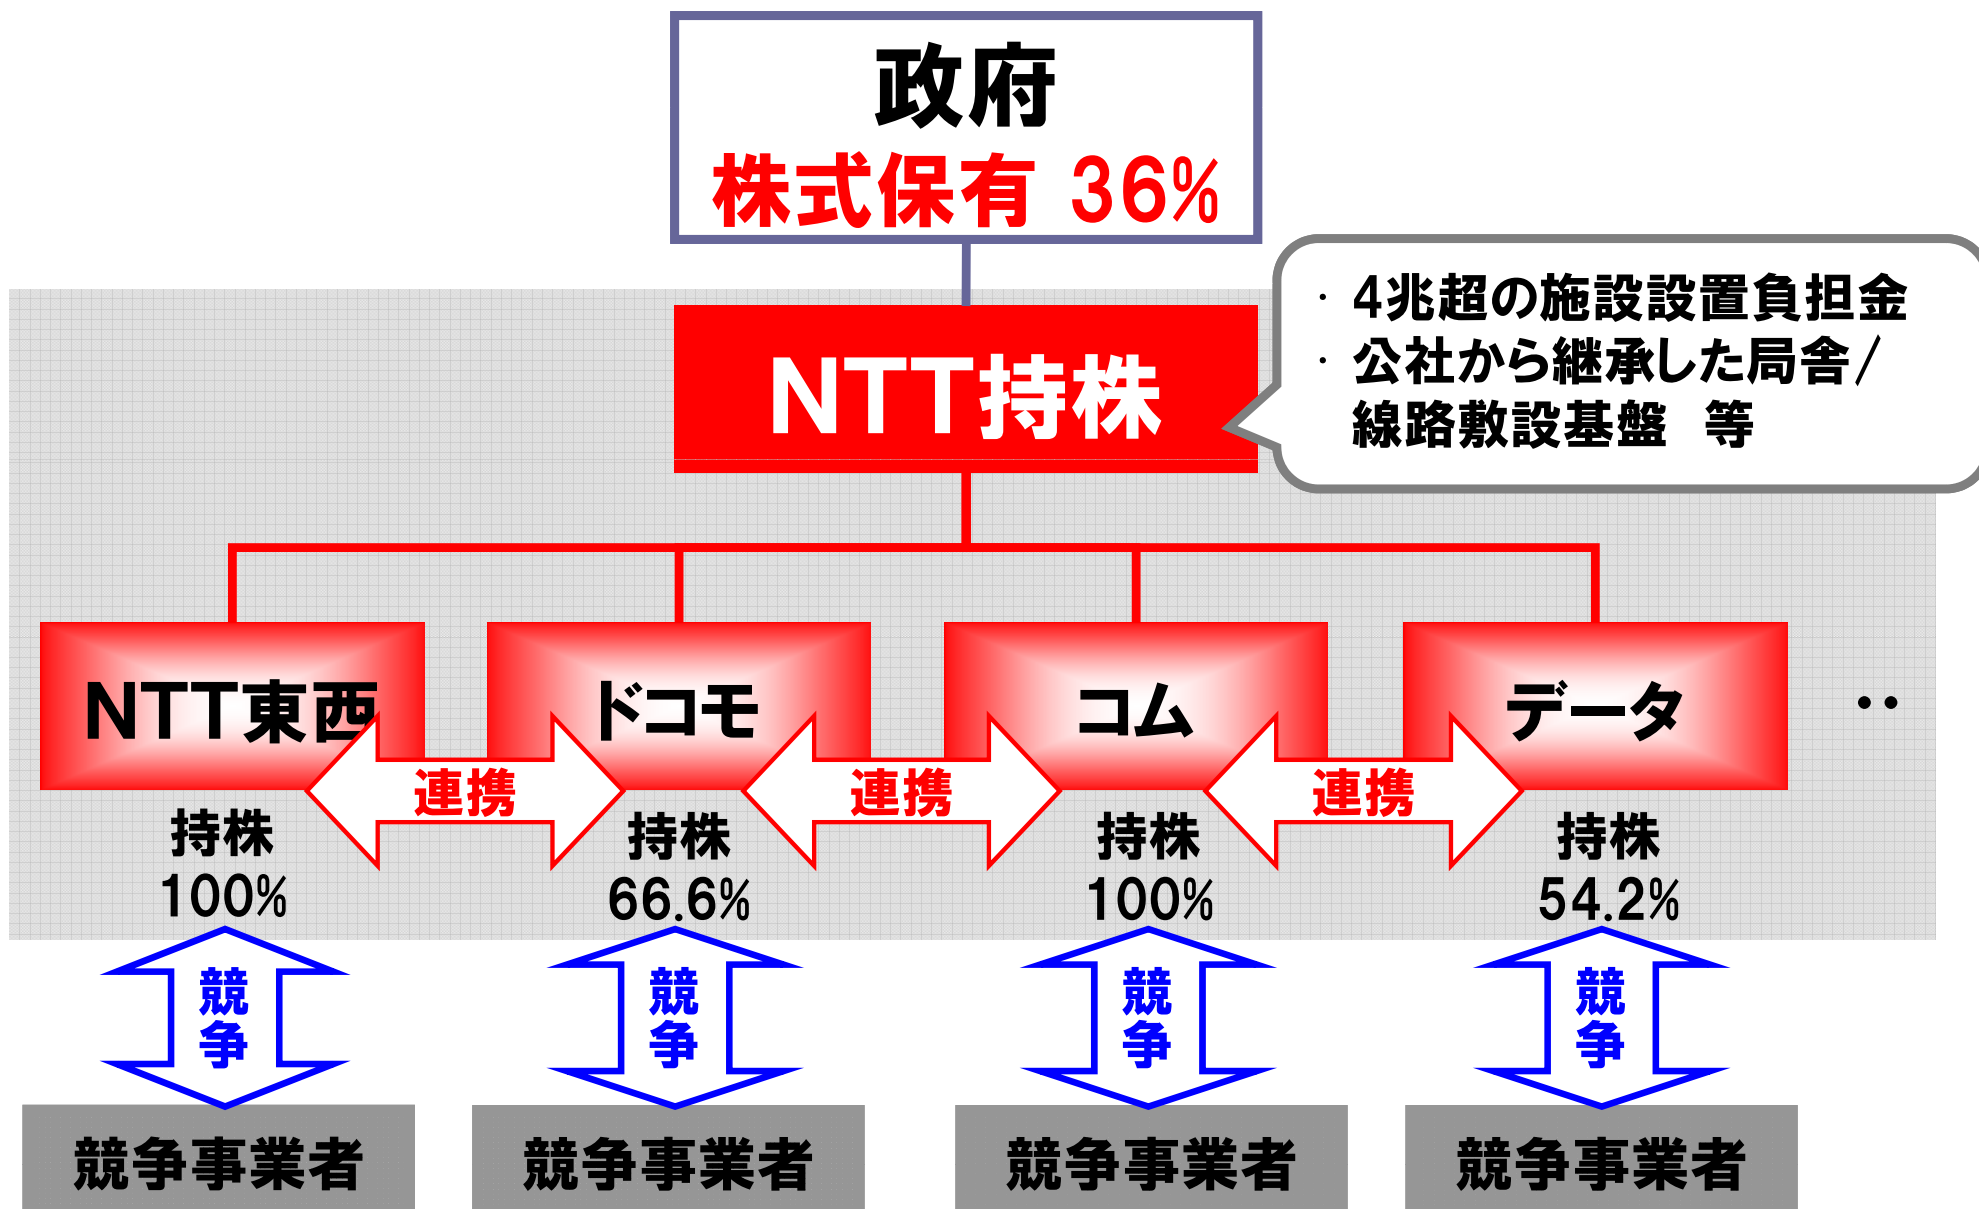 政府
株式保有 36%
NTT持株
・ 4兆超の施設設置負担金
・ 公社から継承した局舎/
線路敷設基盤 等
NTT東西
ドコモ
コム
データ
‥
連携
連携
連携
持株
100%
持株
66.6%
持株
100%
持株
54.2%
競
争
競
争
競
争
競
争
競争事業者
競争事業者
競争事業者
競争事業者